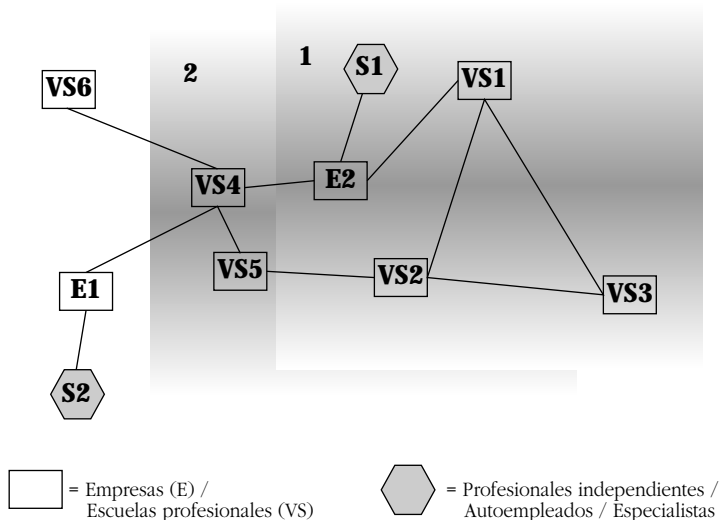 1
2
S1
VS1
VS6
E2
VS4
VS5
VS2
E1
VS3
S2
= Empresas (E) /
Escuelas profesionales (VS)
= Profesionales independientes /
Autoempleados / Especialistas